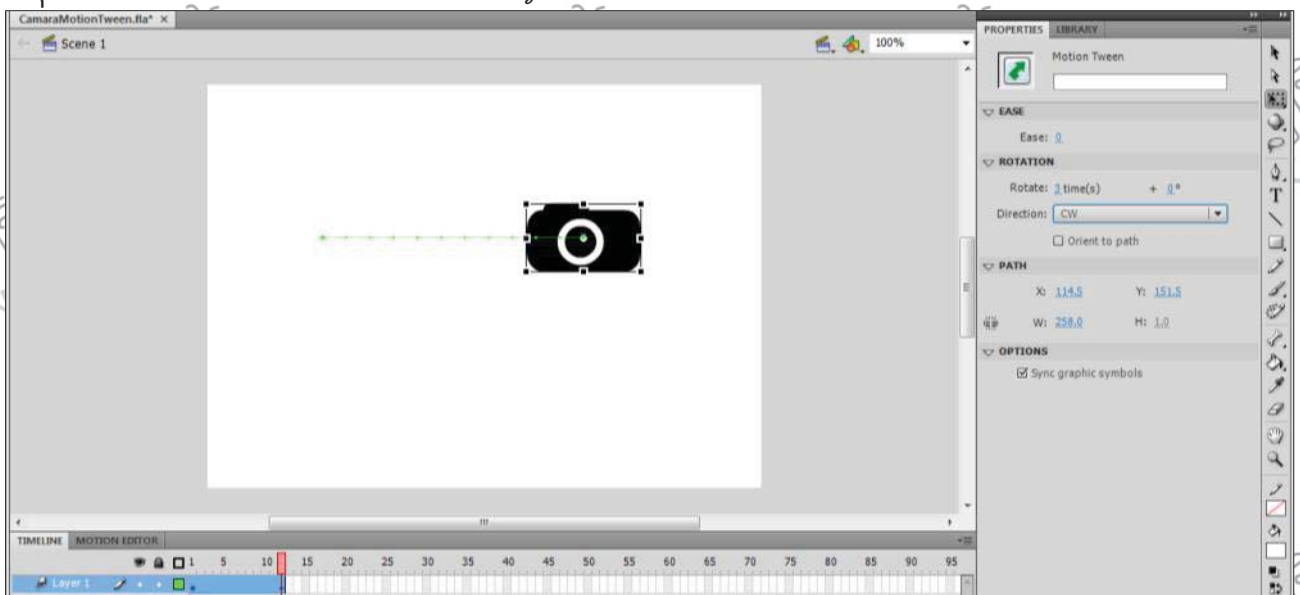 CamaraMotionTween.fla* ×
Scene 1
100%
PROPERTIES LIBRARY
Motion Tween
EASE
Ease: 0
ROTATION
Rotate: 3 time(s) + 0°
Direction: CW
Orient to path
PATH
X: 114.5 Y: 151.5
W: 258.0 H: 1.0
OPTIONS
Sync graphic symbols
TIMELINE MOTION EDITOR
1 5 10 15 20 25 30 35 40 45 50 55 60 65 70 75 80 85 90 95
Layer 1